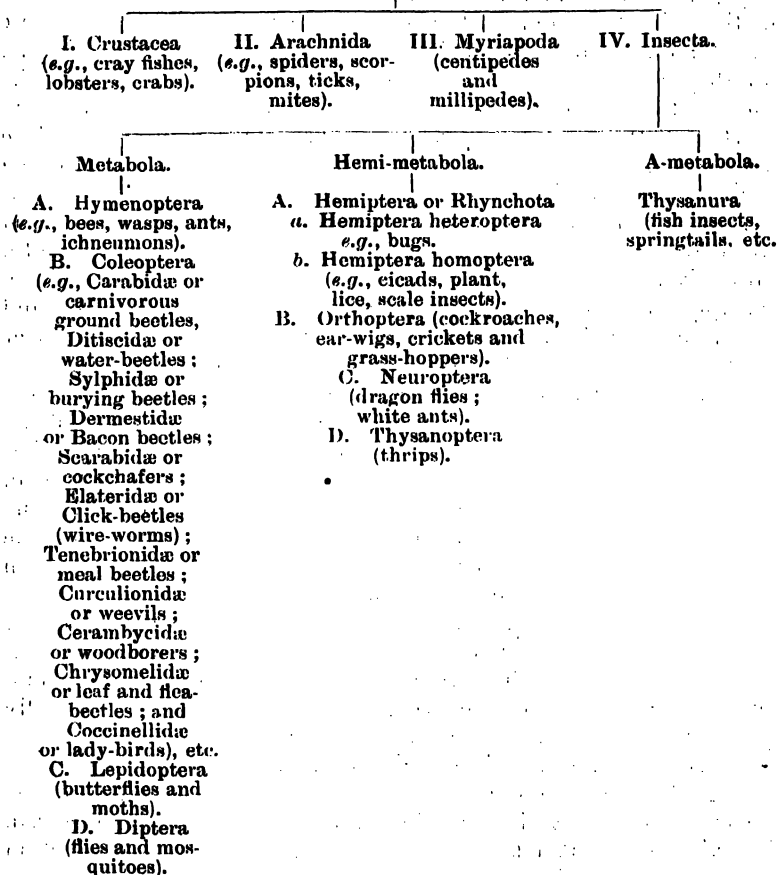 I. Crustacea
(e.g., cray fishes,
lobsters, crabs).
II. Arachnida
(e.g., spiders, scor-
pions, ticks,
mites).
III. Myriapoda
(centipedes
and
millipedes).
IV. Insecta.
Metabola.
A. Hymenoptera
(e.g., bees, wasps, ants,
ichneumons).
B. Coleoptera
(e.g., Carabidæ or
carnivorous
ground beetles,
Ditiscidæ or
water-beetles;
Sylphidæ or
burying beetles;
Dermestidæ
or Bacon beetles;
Scarabidæ or
cockchafers;
Elateridæ or
Click-beetles
(wire-worms);
Tenebrionidæ or
meal beetles;
Curculionidæ
or weevils;
Cerambycidæ
or woodborers;
Chrysomelidæ
or leaf and flea-
beetles; and
Coccinellidæ
or lady-birds), etc.
C. Lepidoptera
(butterflies and
moths).
D. Diptera
(flies and mos-
quitoes).
Hemi-metabola.
A. Hemiptera or Rhynchota
a. Hemiptera heteroptera
e.g., bugs.
b. Hemiptera homoptera
(e.g., cicads, plant,
lice, scale insects).
B. Orthoptera (cockroaches,
ear-wigs, crickets and
grass-hoppers).
C. Neuroptera
(dragon flies;
white ants).
D. Thysanoptera
(thrips).
A-metabola.
Thysanura
(fish insects,
springtails, etc.